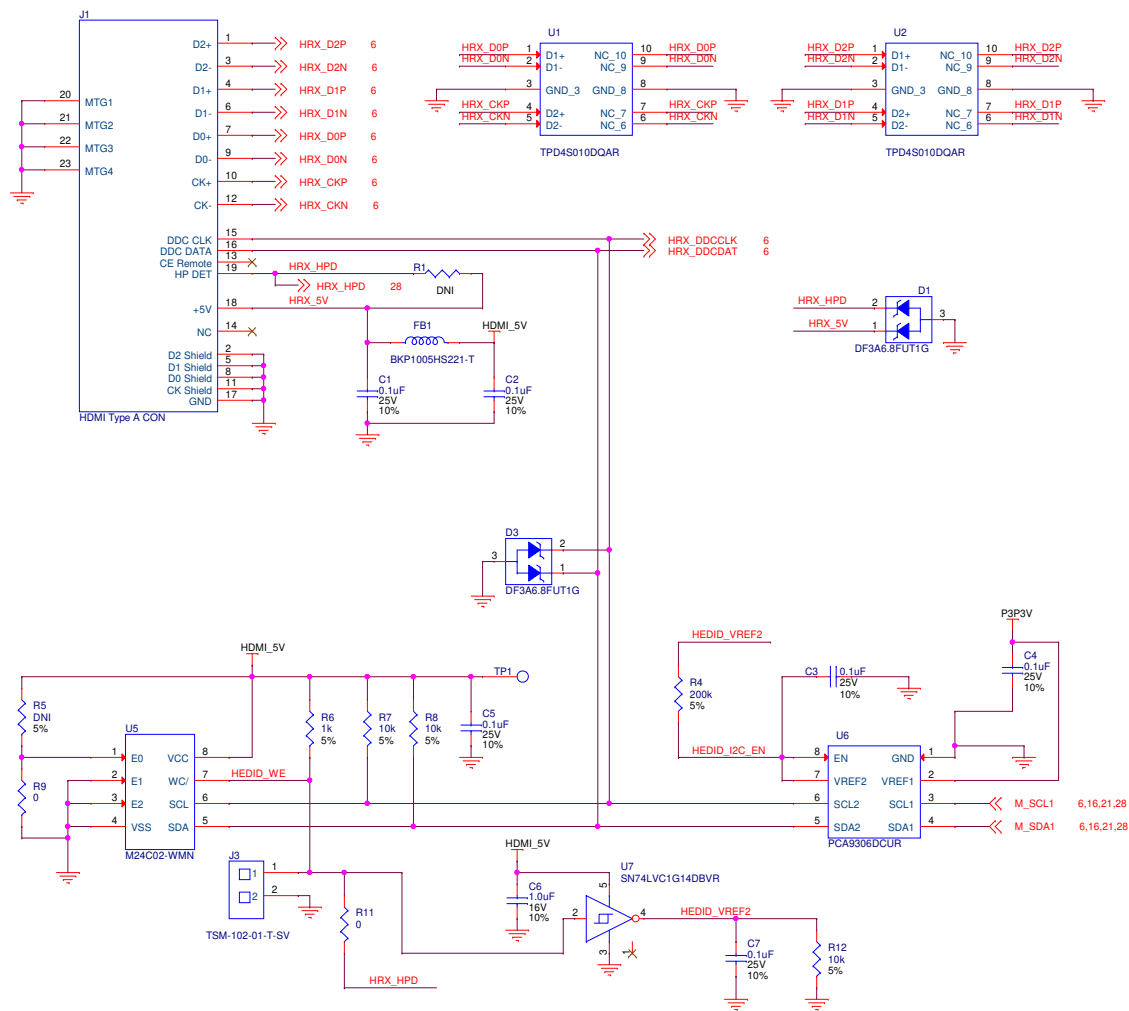 J1
HDMI Type A CON
D2+ 1 HRX_D2P 6
D2- 3 HRX_D2N 6
D1+ 4 HRX_D1P 6
D1- 6 HRX_D1N 6
D0+ 7 HRX_D0P 6
D0- 9 HRX_D0N 6
CK+ 10 HRX_CKP 6
CK- 12 HRX_CKN 6
20 MTG1
21 MTG2
22 MTG3
23 MTG4
DDC CLK 15 HRX_DDCCLK 6
DDC DATA 16 HRX_DDCDAT 6
CE Remote 13
HP DET 19 HRX_HPD R1
HRX_HPD 28 DNI
+5V 18 HRX_5V
NC 14
FB1 HDMI_5V
BKP1005HS221-T
D2 Shield 2
D1 Shield 5
D0 Shield 8
CK Shield 11
GND 17
C1
0.1uF
25V
10%
C2
0.1uF
25V
10%
U1
HRX_D0P 1 D1+ NC_10 10 HRX_D0P
HRX_D0N 2 D1- NC_9 9 HRX_D0N
3 GND_3 GND_8 8
HRX_CKP 4 D2+ NC_7 7 HRX_CKP
HRX_CKN 5 D2- NC_6 6 HRX_CKN
TPD4S010DQAR
U2
HRX_D2P 1 D1+ NC_10 10 HRX_D2P
HRX_D2N 2 D1- NC_9 9 HRX_D2N
3 GND_3 GND_8 8
HRX_D1P 4 D2+ NC_7 7 HRX_D1P
HRX_D1N 5 D2- NC_6 6 HRX_D1N
TPD4S010DQAR
D1
HRX_HPD 2
3
HRX_5V 1
DF3A6.8FUT1G
D3
2
3
1
DF3A6.8FUT1G
HDMI_5V
TP1
R5
DNI
5%
R9
0
U5
1 E0 VCC 8
2 E1 WC/ 7 HEDID_WE
3 E2 SCL 6
4 VSS SDA 5
M24C02-WMN
R6
1k
5%
R7
10k
5%
R8
10k
5%
C5
0.1uF
25V
10%
HEDID_VREF2
R4
200k
5%
HEDID_I2C_EN
C3 0.1uF
25V
10%
P3P3V
C4
0.1uF
25V
10%
U6
8 EN GND 1
7 VREF2 VREF1 2
6 SCL2 SCL1 3 M_SCL1 6,16,21,28
5 SDA2 SDA1 4 M_SDA1 6,16,21,28
PCA9306DCUR
J3
1 1
2 2
TSM-102-01-T-SV
R11
0
HRX_HPD
HDMI_5V
C6
1.0uF
16V
10%
U7
SN74LVC1G14DBVR
5
2 4
3 1
HEDID_VREF2
C7
0.1uF
25V
10%
R12
10k
5%